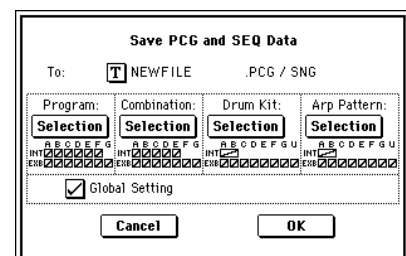 Save PCG and SEQ Data
To: T NEWFILE .PCG / SNG
Program: Combination: Drum Kit: Arp Pattern:
Selection Selection Selection Selection
A B C D E F G A B C D E F G A B C D E F G U A B C D E F G U
INT INT INT INT
EXB EXB EXB EXB
Global Setting
Cancel OK